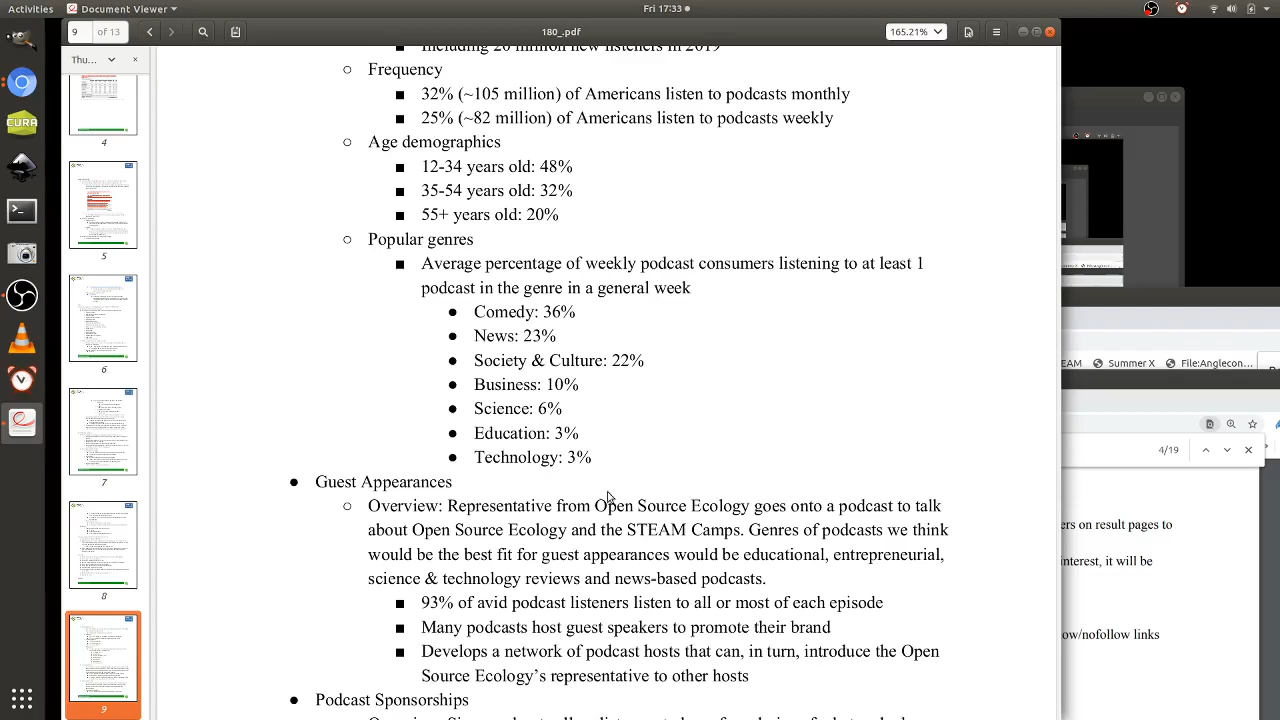 Activities
Document Viewer
Fri 17:33
9
of 13
180_.pdf
165.21%
Thu...
Including 20 million new listeners in 2019
○ Frequency
■ 32% (~105 million) of Americans listen to podcasts monthly
■ 25% (~82 million) of Americans listen to podcasts weekly
○ Age demographics
■ 12-34 years old: 48%
■ 35-54 years old: 32%
■ 55+ years old: 20%
○ Popular genres
■ Average percentage of weekly podcast consumers listening to at least 1
podcast in the genre in a general week
● Comedy: 36%
● News: 23%
● Society & Culture: 22%
● Business: 10%
● Science: 6%
● Education: 3%
● Technology: 3%
● Guest Appearances
○ Overview: Representative from Open Source Ecology goes onto a podcast to talk
about Open Source Ecology and the STEAM Camps. Genres of podcasts we think
would be the best fit for guest appearances would be educational, entrepreneurial,
science & technology reviews and news-based podcasts.
■ 93% of avid podcast listeners listen to all or most of each episode
■ Many podcasts host guest speakers to promote their brand
■ Develops a network of podcast hosts that can, in turn, introduce the Open
Source Ecology's representative to other hosts
● Podcast Sponsorships
4
5
6
7
8
9
CURA
EAM
Summer X
File:Anglecon...
4/19
ers on result pages to
interest, it will be
ow/nofollow links